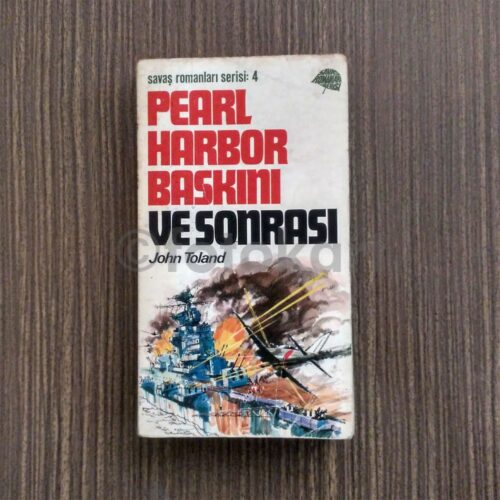 savaş romanları serisi: 4
PEARL
HARBOR
BASKINI
VE SONRASI
John Toland